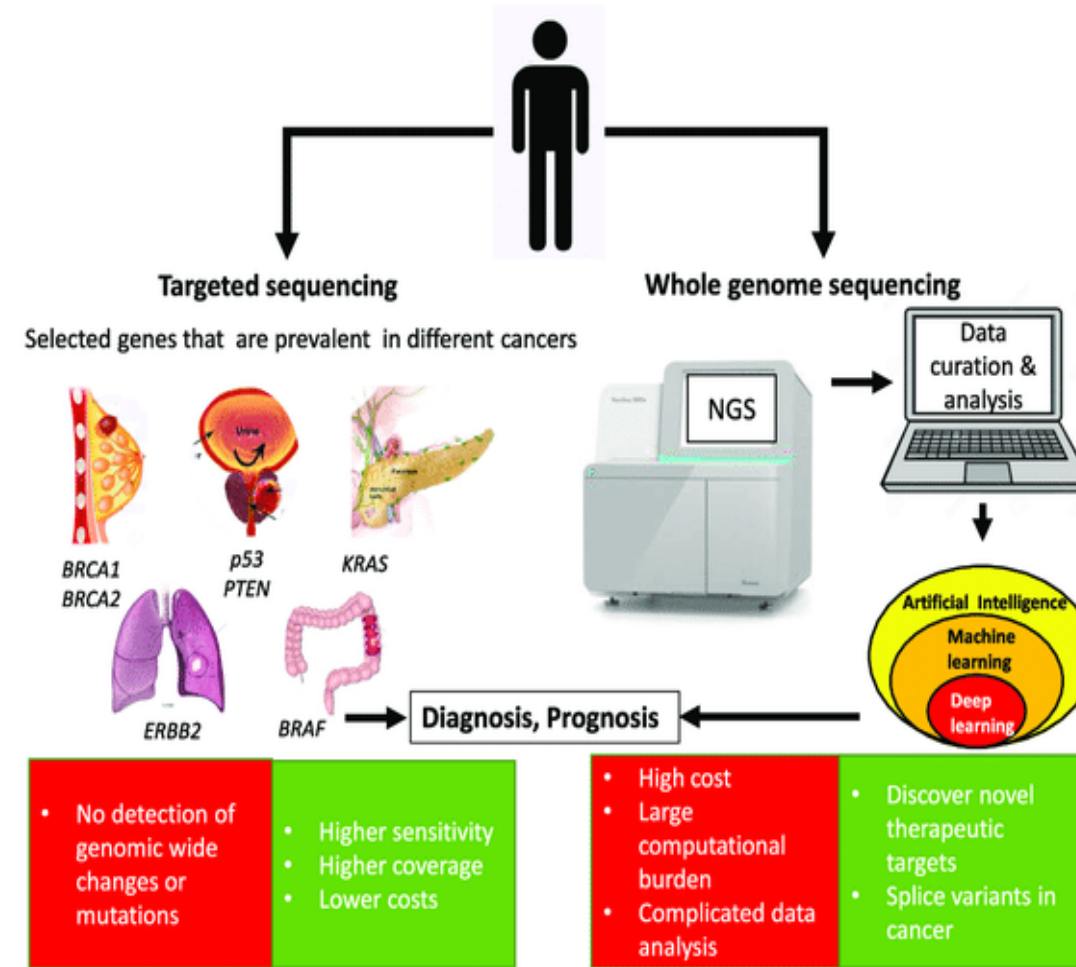 Targeted sequencing
Whole genome sequencing
Selected genes that are prevalent in different cancers
Urine
BRCA1
BRCA2
p53
PTEN
KRAS
ERBB2
BRAF
NGS
Data
curation &
analysis
Artificial Intelligence
Machine
learning
Deep
learning
Diagnosis, Prognosis
• No detection of
genomic wide
changes or
mutations
• Higher sensitivity
• Higher coverage
• Lower costs
• High cost
• Large
computational
burden
• Complicated data
analysis
• Discover novel
therapeutic
targets
• Splice variants in
cancer